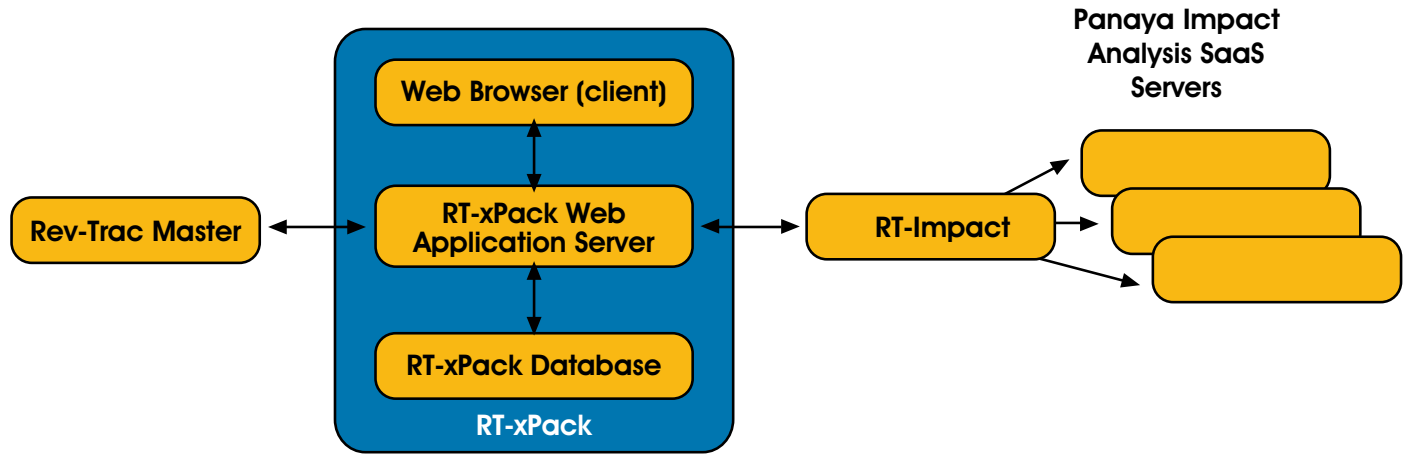 Panaya Impact
Analysis SaaS
Servers
Web Browser (client)
Rev-Trac Master
RT-xPack Web
Application Server
RT-Impact
RT-xPack Database
RT-xPack